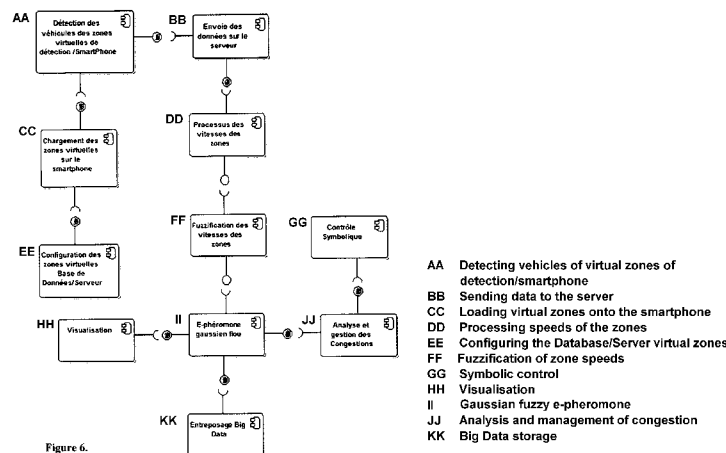 AA
Détection des
véhicules des zones
virtuelles de
détection /SmartPhone
BB
Envoie des
données sur le
serveur
CC
Chargement des
zones virtuelles
sur le
smartphone
DD
Processus des
vitesses des
zones
EE
Configuration des
zones virtuelles
Base de
Données/Serveur
FF
Fuzzification des
vitesses des
zones
GG
Contrôle
Symbolique
HH
Visualisation
II
E-phéromone
gaussien flou
JJ
Analyse et
gestion des
Congestions
KK
Entreposage Big
Data
Figure 6.
AA Detecting vehicles of virtual zones of
detection/smartphone
BB Sending data to the server
CC Loading virtual zones onto the smartphone
DD Processing speeds of the zones
EE Configuring the Database/Server virtual zones
FF Fuzzification of zone speeds
GG Symbolic control
HH Visualisation
II Gaussian fuzzy e-pheromone
JJ Analysis and management of congestion
KK Big Data storage